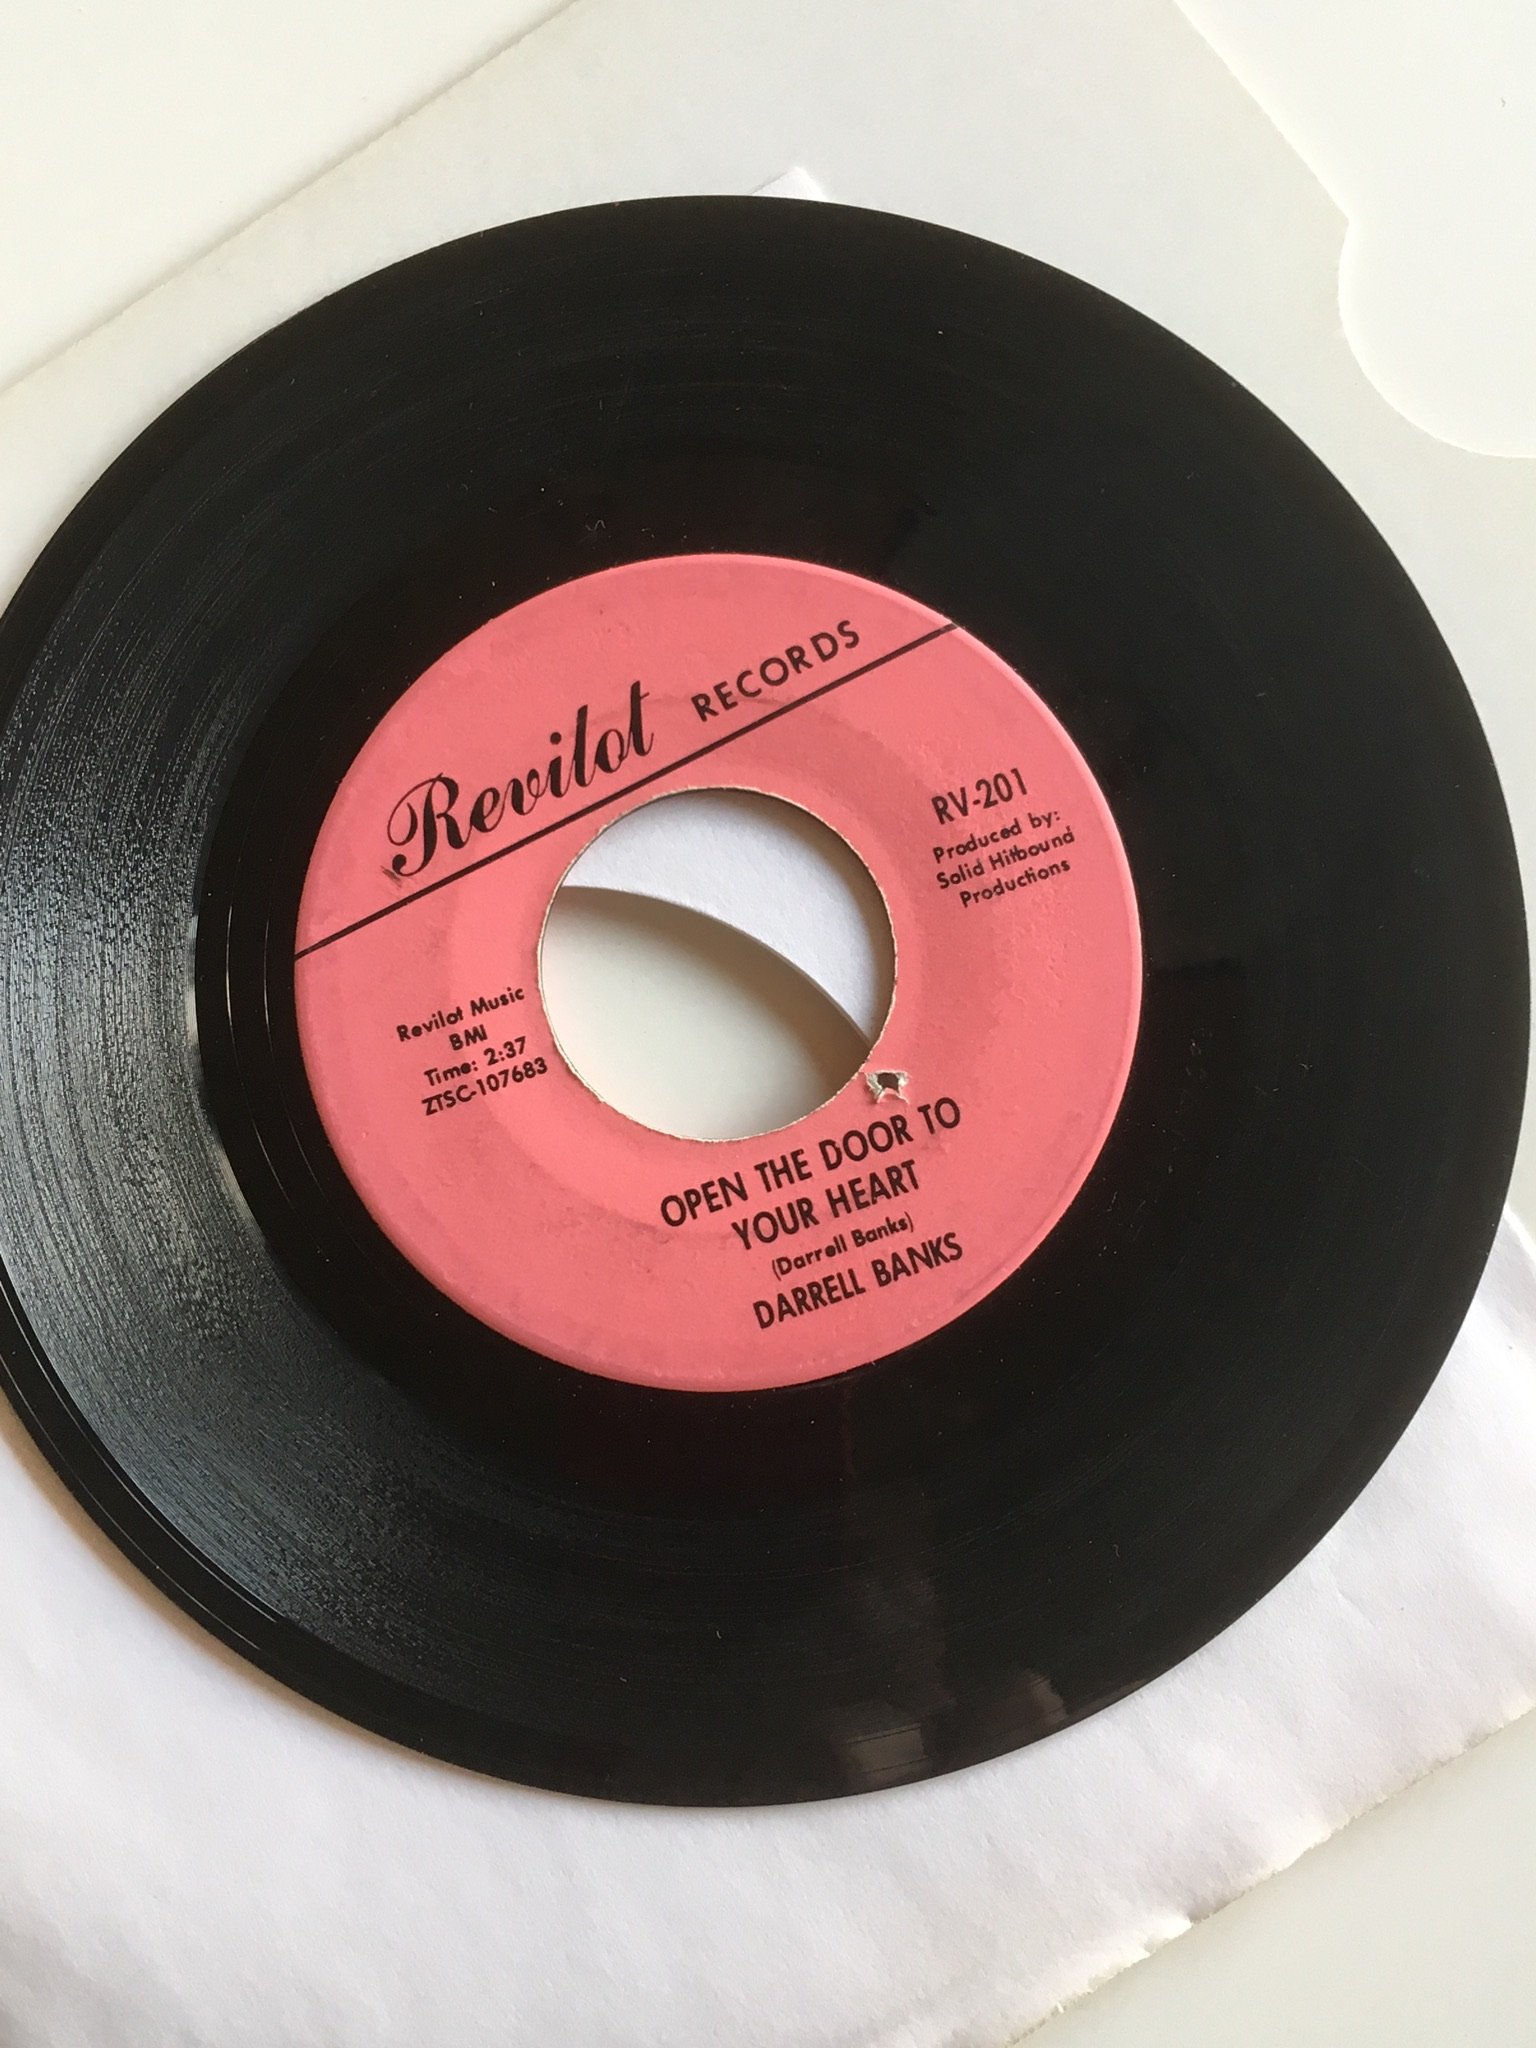 Revilot RECORDS
RV-201
Produced by:
Solid Hitbound
Productions
Revilot Music
BMI
Time: 2:37
ZTSC-107683
OPEN THE DOOR TO
YOUR HEART
(Darrell Banks)
DARRELL BANKS